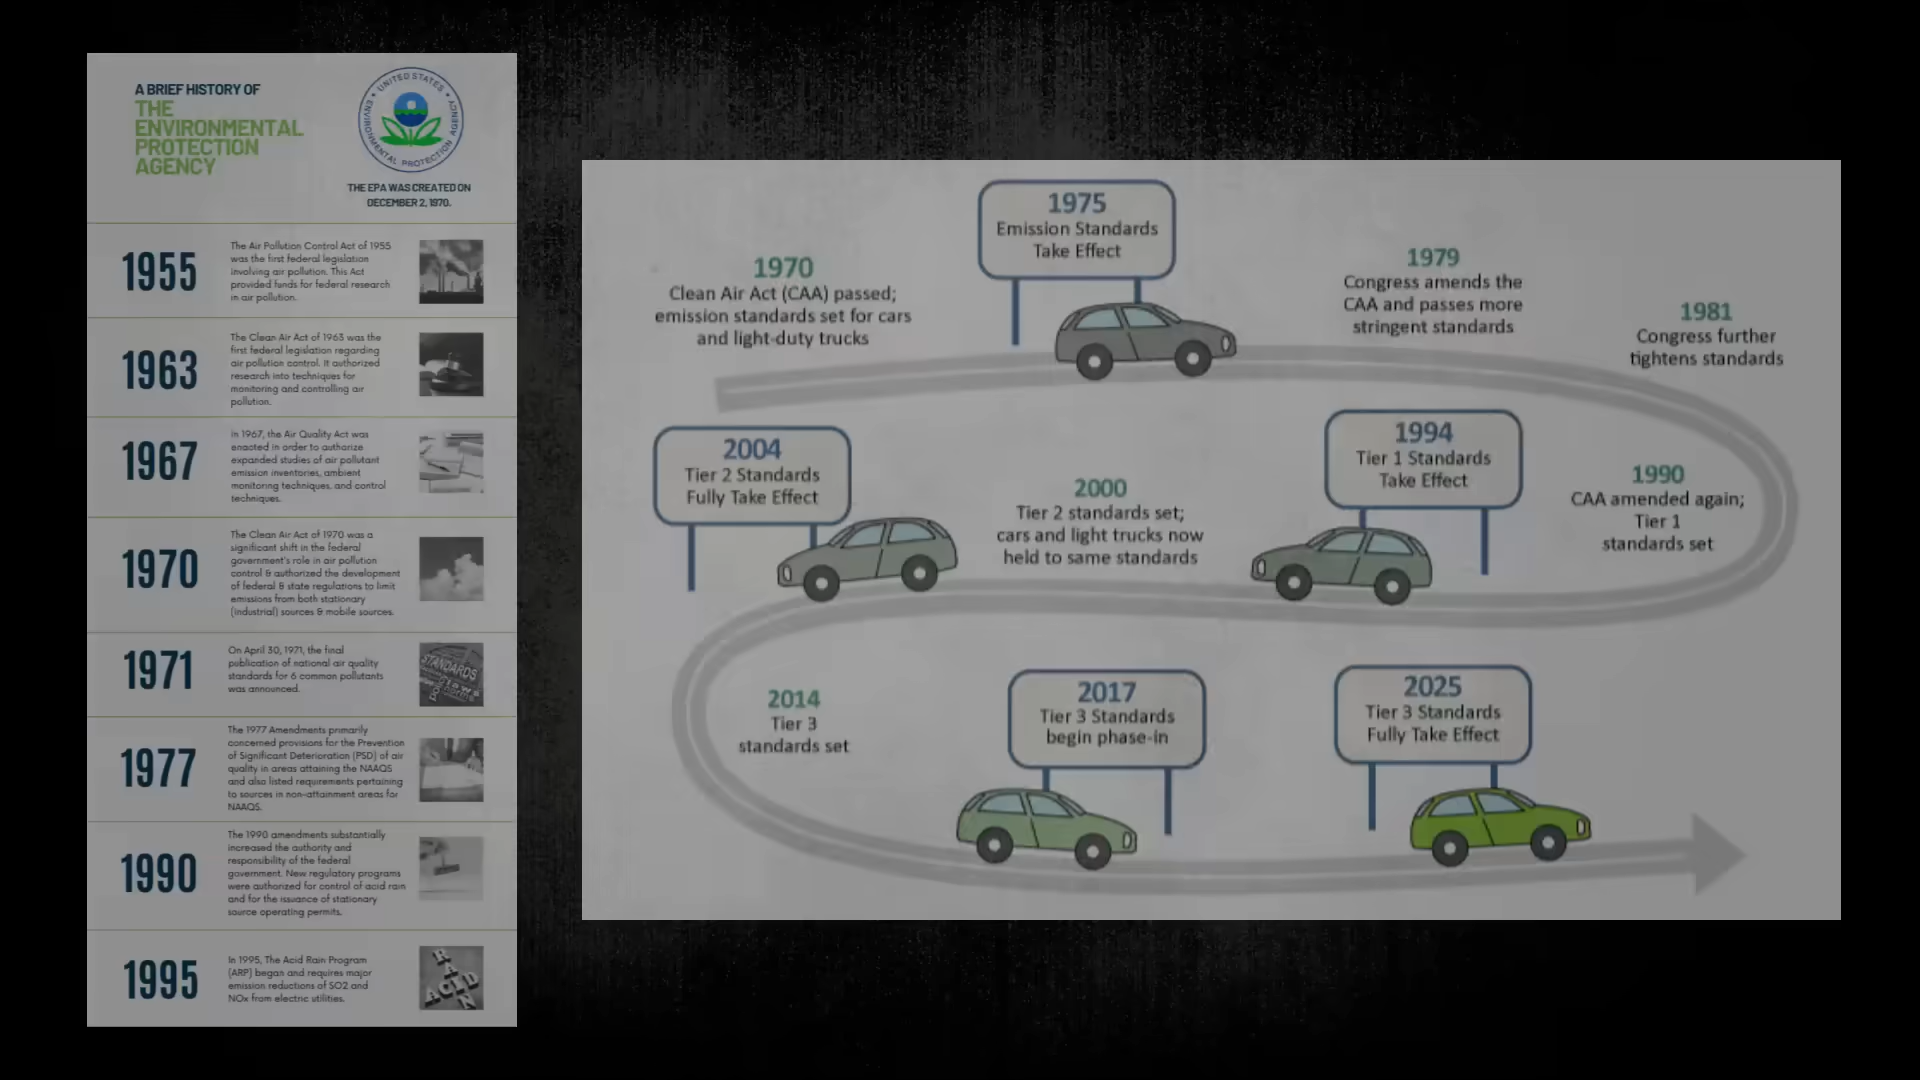 A BRIEF HISTORY OF
THE
ENVIRONMENTAL
PROTECTION
AGENCY
UNITED STATES
ENVIRONMENTAL PROTECTION AGENCY
THE EPA WAS CREATED ON
DECEMBER 2, 1970.
1955
The Air Pollution Control Act of 1955
was the first federal legislation
involving air pollution. This Act
provided funds for federal research
in air pollution.
1963
The Clean Air Act of 1963 was the
first federal legislation regarding
air pollution control. It authorized
research into techniques for
monitoring and controlling air
pollution.
1967
In 1967, the Air Quality Act was
enacted in order to authorize
expanded studies of air pollutant
emission inventories, ambient
monitoring techniques, and control
techniques.
1970
The Clean Air Act of 1970 was a
significant shift in the federal
government's role in air pollution
control & authorized the development
of federal & state regulations to limit
emissions from both stationary
(industrial) sources & mobile sources.
1971
On April 30, 1971, the final
publication of national air quality
standards for 6 common pollutants
was announced.
STANDARDS
1977
The 1977 Amendments primarily
concerned provisions for the Prevention
of Significant Deterioration (PSD) of air
quality in areas attaining the NAAQS
and also listed requirements pertaining
to sources in non-attainment areas for
NAAQS.
1990
The 1990 amendments substantially
increased the authority and
responsibility of the federal
government. New regulatory programs
were authorized for control of acid rain
and for the issuance of stationary
source operating permits.
1995
In 1995, The Acid Rain Program
(ARP) began and requires major
emission reductions of SO2 and
NOx from electric utilities.
RAIN
ACID
1970
Clean Air Act (CAA) passed;
emission standards set for cars
and light-duty trucks
1975
Emission Standards
Take Effect
1979
Congress amends the
CAA and passes more
stringent standards
1981
Congress further
tightens standards
2004
Tier 2 Standards
Fully Take Effect
2000
Tier 2 standards set;
cars and light trucks now
held to same standards
1994
Tier 1 Standards
Take Effect
1990
CAA amended again;
Tier 1
standards set
2014
Tier 3
standards set
2017
Tier 3 Standards
begin phase-in
2025
Tier 3 Standards
Fully Take Effect